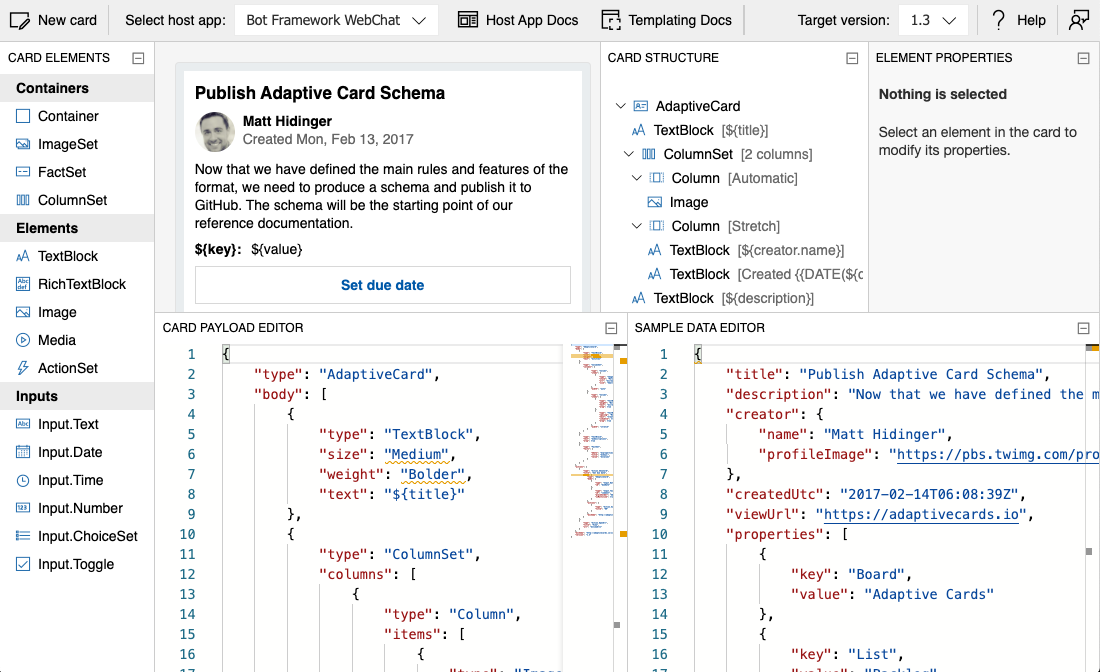 New card
Select host app:
Bot Framework WebChat
Host App Docs
Templating Docs
Target version:
1.3
Help
CARD ELEMENTS
Containers
Container
ImageSet
FactSet
ColumnSet
Elements
TextBlock
RichTextBlock
Image
Media
ActionSet
Inputs
Input.Text
Input.Date
Input.Time
Input.Number
Input.ChoiceSet
Input.Toggle
Publish Adaptive Card Schema
Matt Hidinger
Created Mon, Feb 13, 2017
Now that we have defined the main rules and features of the
format, we need to produce a schema and publish it to
GitHub. The schema will be the starting point of our
reference documentation.
${key}: ${value}
Set due date
CARD STRUCTURE
AdaptiveCard
TextBlock [${title}]
ColumnSet [2 columns]
Column [Automatic]
Image
Column [Stretch]
TextBlock [${creator.name}]
TextBlock [Created {{DATE(${c
TextBlock [${description}]
ELEMENT PROPERTIES
Nothing is selected
Select an element in the card to
modify its properties.
CARD PAYLOAD EDITOR
1 {
2 "type": "AdaptiveCard",
3 "body": [
4 {
5 "type": "TextBlock",
6 "size": "Medium",
7 "weight": "Bolder",
8 "text": "${title}"
9 },
10 {
11 "type": "ColumnSet",
12 "columns": [
13 {
14 "type": "Column",
15 "items": [
16 {
17 "type": "Image
SAMPLE DATA EDITOR
1 {
2 "title": "Publish Adaptive Card Schema",
3 "description": "Now that we have defined the m
4 "creator": {
5 "name": "Matt Hidinger",
6 "profileImage": "https://pbs.twimg.com/pro
7 },
8 "createdUtc": "2017-02-14T06:08:39Z",
9 "viewUrl": "https://adaptivecards.io",
10 "properties": [
11 {
12 "key": "Board",
13 "value": "Adaptive Cards"
14 },
15 {
16 "key": "List",
17 "value": "Backlog"